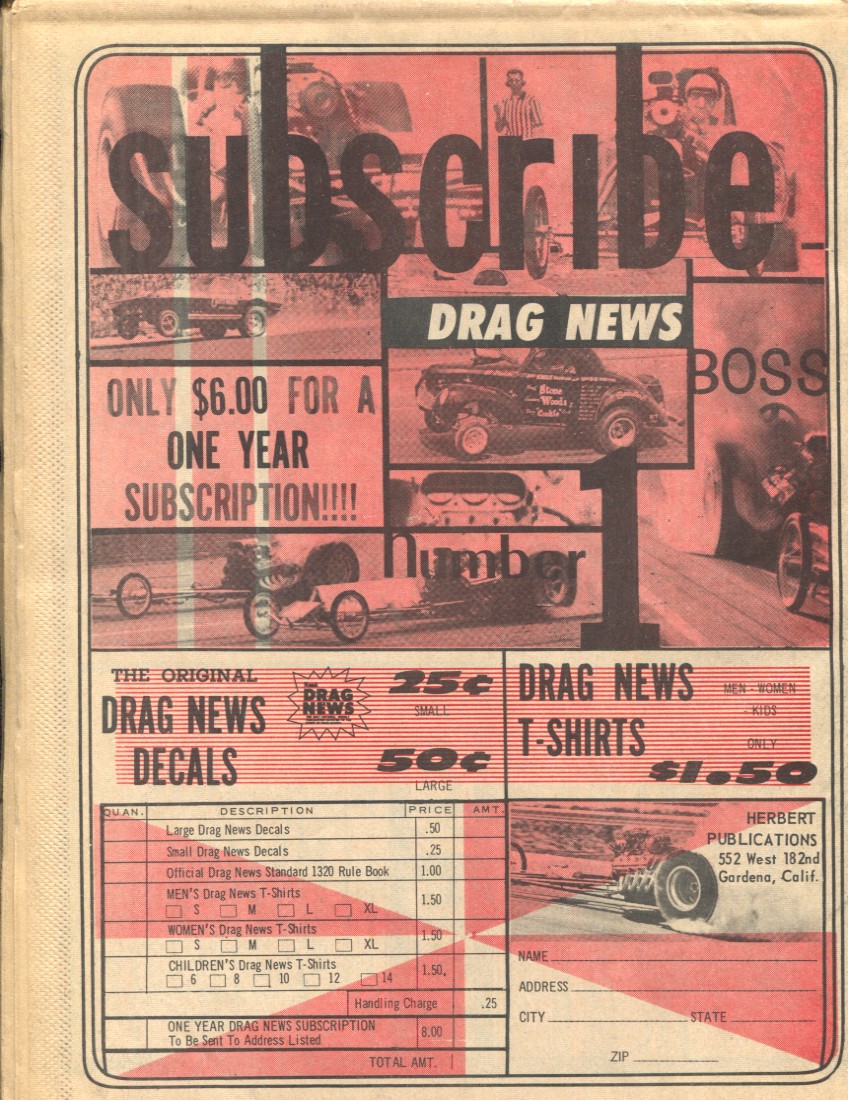 subscribe
DRAG NEWS
BOSS
Stone
Woods
Cook
ONLY $6.00 FOR A
ONE YEAR
SUBSCRIPTION!!!!
number 1
THE ORIGINAL
DRAG NEWS
DECALS
DRAG
NEWS
25¢
SMALL
50¢
LARGE
DRAG NEWS
T-SHIRTS
MEN - WOMEN
- KIDS
ONLY
$1.50
QUAN. DESCRIPTION PRICE AMT.
Large Drag News Decals .50
Small Drag News Decals .25
Official Drag News Standard 1320 Rule Book 1.00
MEN'S Drag News T-Shirts 1.50
S M L XL
WOMEN'S Drag News T-Shirts 1.50
S M L XL
CHILDREN'S Drag News T-Shirts 1.50
6 8 10 12 14
Handling Charge .25
ONE YEAR DRAG NEWS SUBSCRIPTION 8.00
To Be Sent To Address Listed
TOTAL AMT.
HERBERT
PUBLICATIONS
552 West 182nd
Gardena, Calif.
NAME
ADDRESS
CITY STATE
ZIP